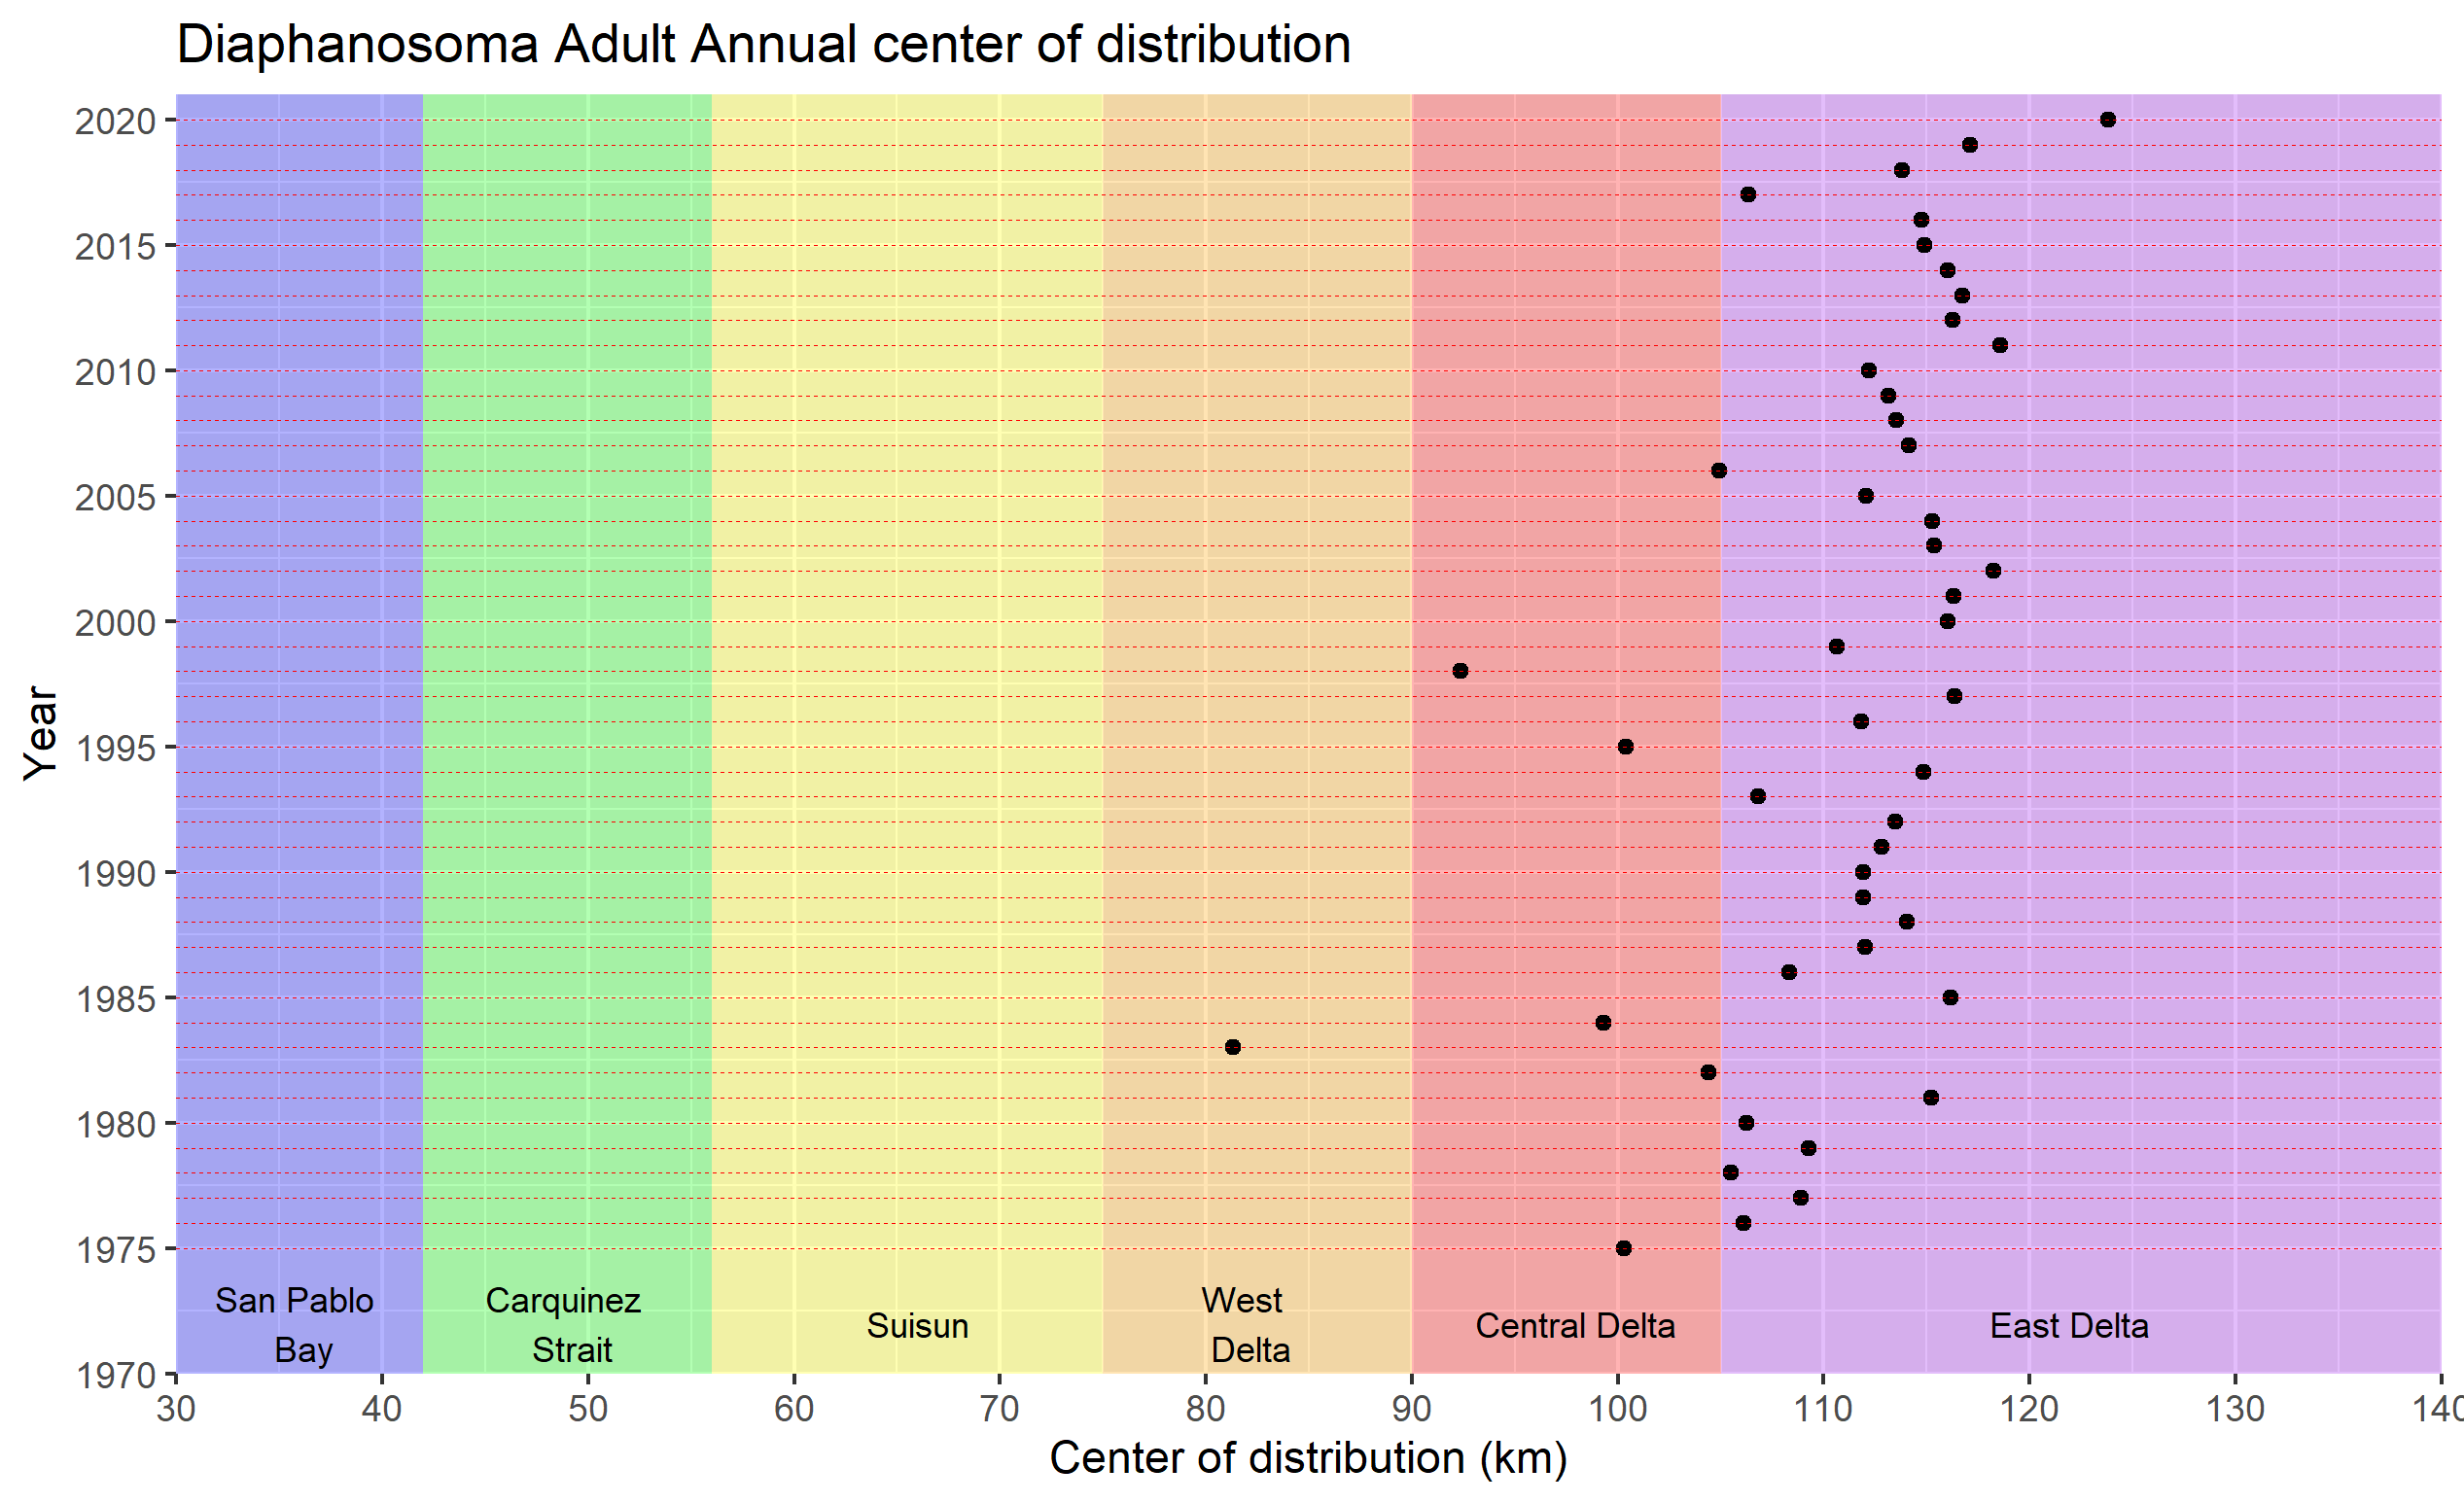 Diaphanosoma Adult Annual center of distribution
2020
2015
2010
2005
2000
1995
1990
1985
1980
1975
1970
Year
San Pablo
Bay
Carquinez
Strait
Suisun
West
Delta
Central Delta
East Delta
30 40 50 60 70 80 90 100 110 120 130 140
Center of distribution (km)